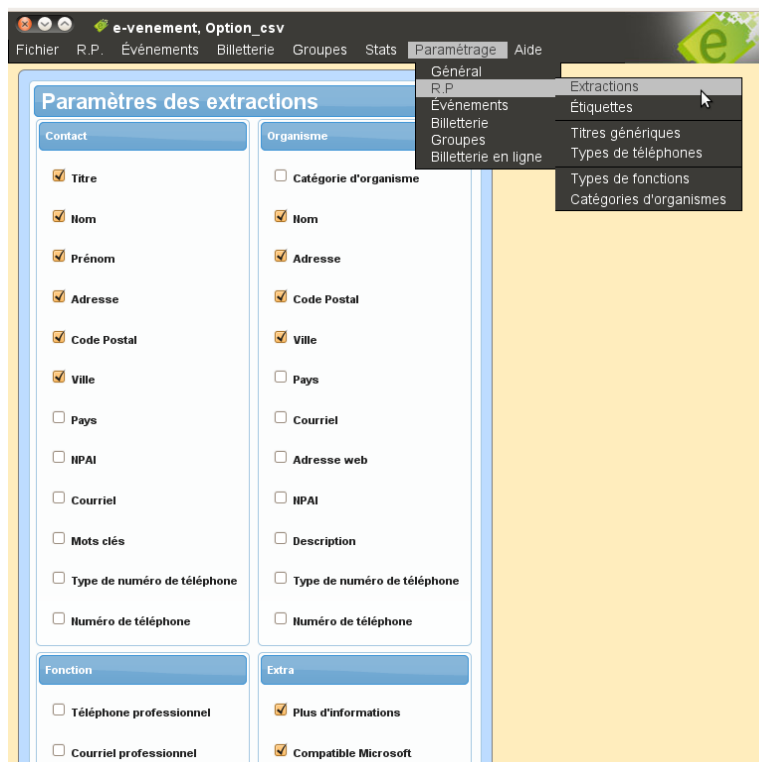 e-venement, Option_csv
Fichier R.P. Événements Billetterie Groupes Stats Paramétrage Aide
Général
R.P
Événements
Billetterie
Groupes
Billetterie en ligne
Extractions
Étiquettes
Titres génériques
Types de téléphones
Types de fonctions
Catégories d'organismes
Paramètres des extractions
Contact
Titre
Nom
Prénom
Adresse
Code Postal
Ville
Pays
NPAI
Courriel
Mots clés
Type de numéro de téléphone
Numéro de téléphone
Organisme
Catégorie d'organisme
Nom
Adresse
Code Postal
Ville
Pays
Courriel
Adresse web
NPAI
Description
Type de numéro de téléphone
Numéro de téléphone
Fonction
Téléphone professionnel
Courriel professionnel
Extra
Plus d'informations
Compatible Microsoft